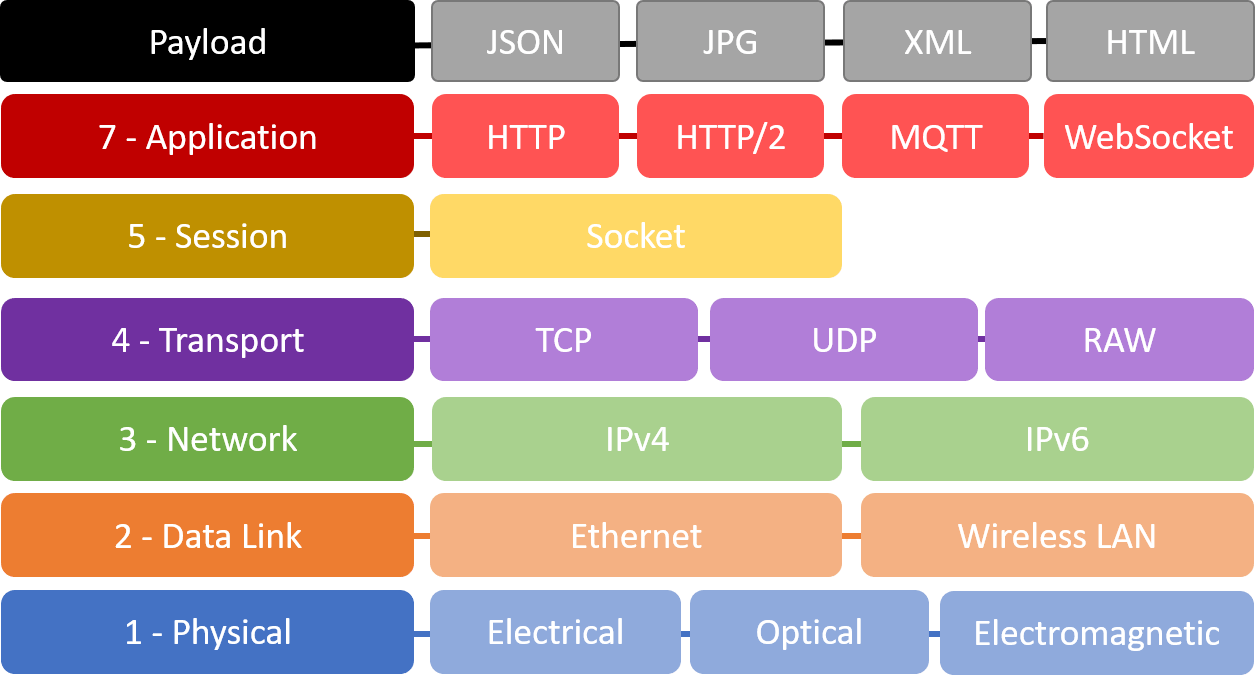 Payload JSON JPG XML HTML
7 - Application HTTP HTTP/2 MQTT WebSocket
5 - Session Socket
4 - Transport TCP UDP RAW
3 - Network IPv4 IPv6
2 - Data Link Ethernet Wireless LAN
1 - Physical Electrical Optical Electromagnetic